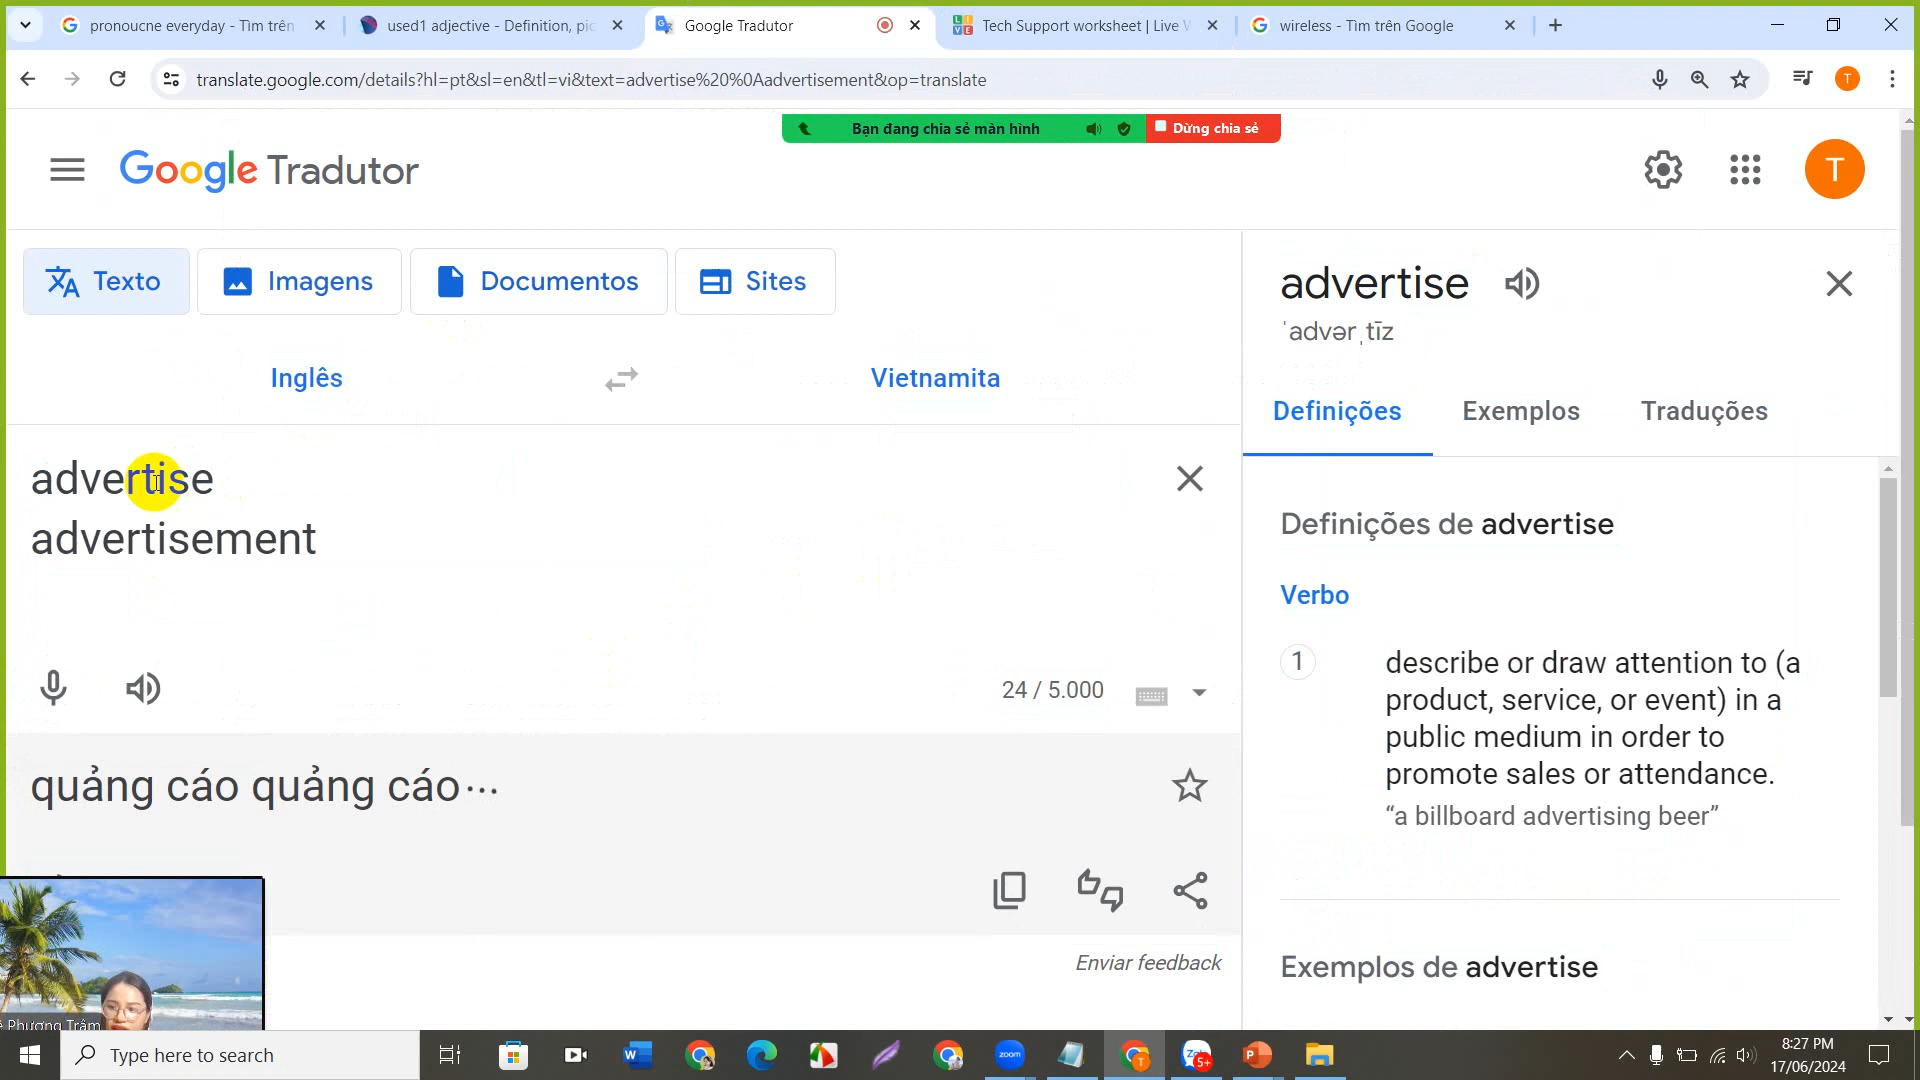 pronoucne everyday - Tìm trên
used1 adjective - Definition, pic
Google Tradutor
Tech Support worksheet | Live W
wireless - Tìm trên Google
translate.google.com/details?hl=pt&sl=en&tl=vi&text=advertise%20%0Aadvertisement&op=translate
T
Bạn đang chia sẻ màn hình
Dừng chia sẻ
Google Tradutor
T
Texto
Imagens
Documentos
Sites
Inglês
Vietnamita
advertise
advertisement
24 / 5.000
quảng cáo quảng cáo...
Enviar feedback
advertise
ˈadvərˌtīz
Definições
Exemplos
Traduções
Definições de advertise
Verbo
1
describe or draw attention to (a
product, service, or event) in a
public medium in order to
promote sales or attendance.
“a billboard advertising beer”
Exemplos de advertise
Phương Trâm
Type here to search
zoom
5+
8:27 PM
17/06/2024